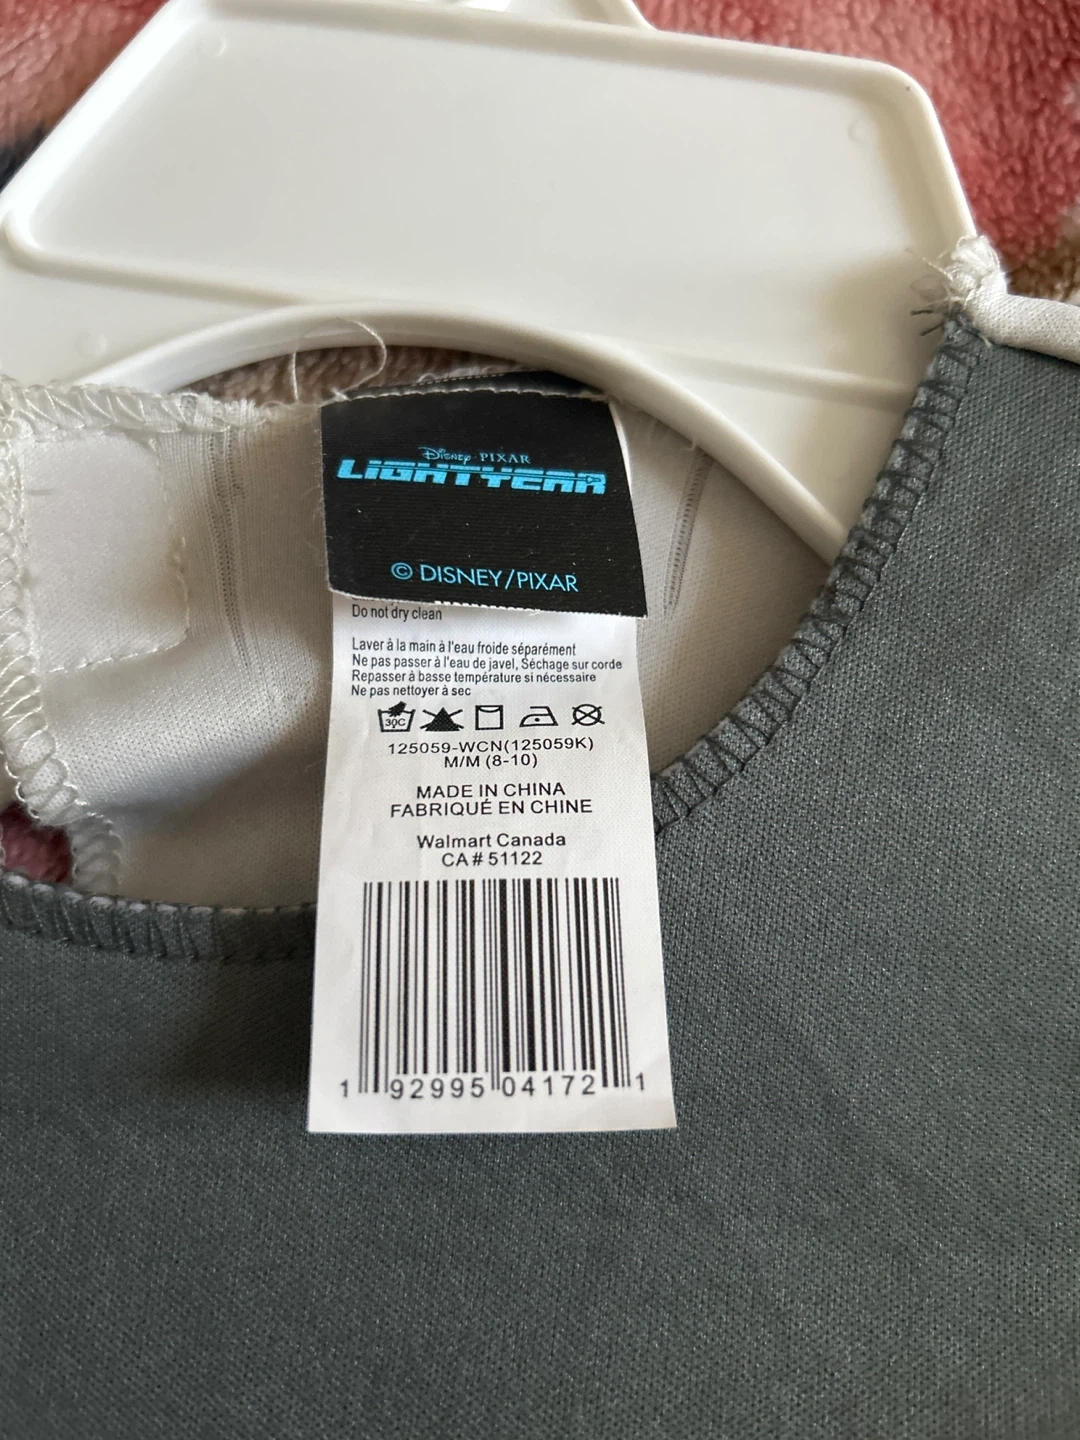 Disney · PIXAR
LIGHTYEAR
© DISNEY/PIXAR
Do not dry clean
Laver à la main à l'eau froide séparément
Ne pas passer à l'eau de javel, Séchage sur corde
Repasser à basse température si nécessaire
Ne pas nettoyer à sec
30C
125059-WCN(125059K)
M/M (8-10)
MADE IN CHINA
FABRIQUÉ EN CHINE
Walmart Canada
CA# 51122
1 92995 04172 1